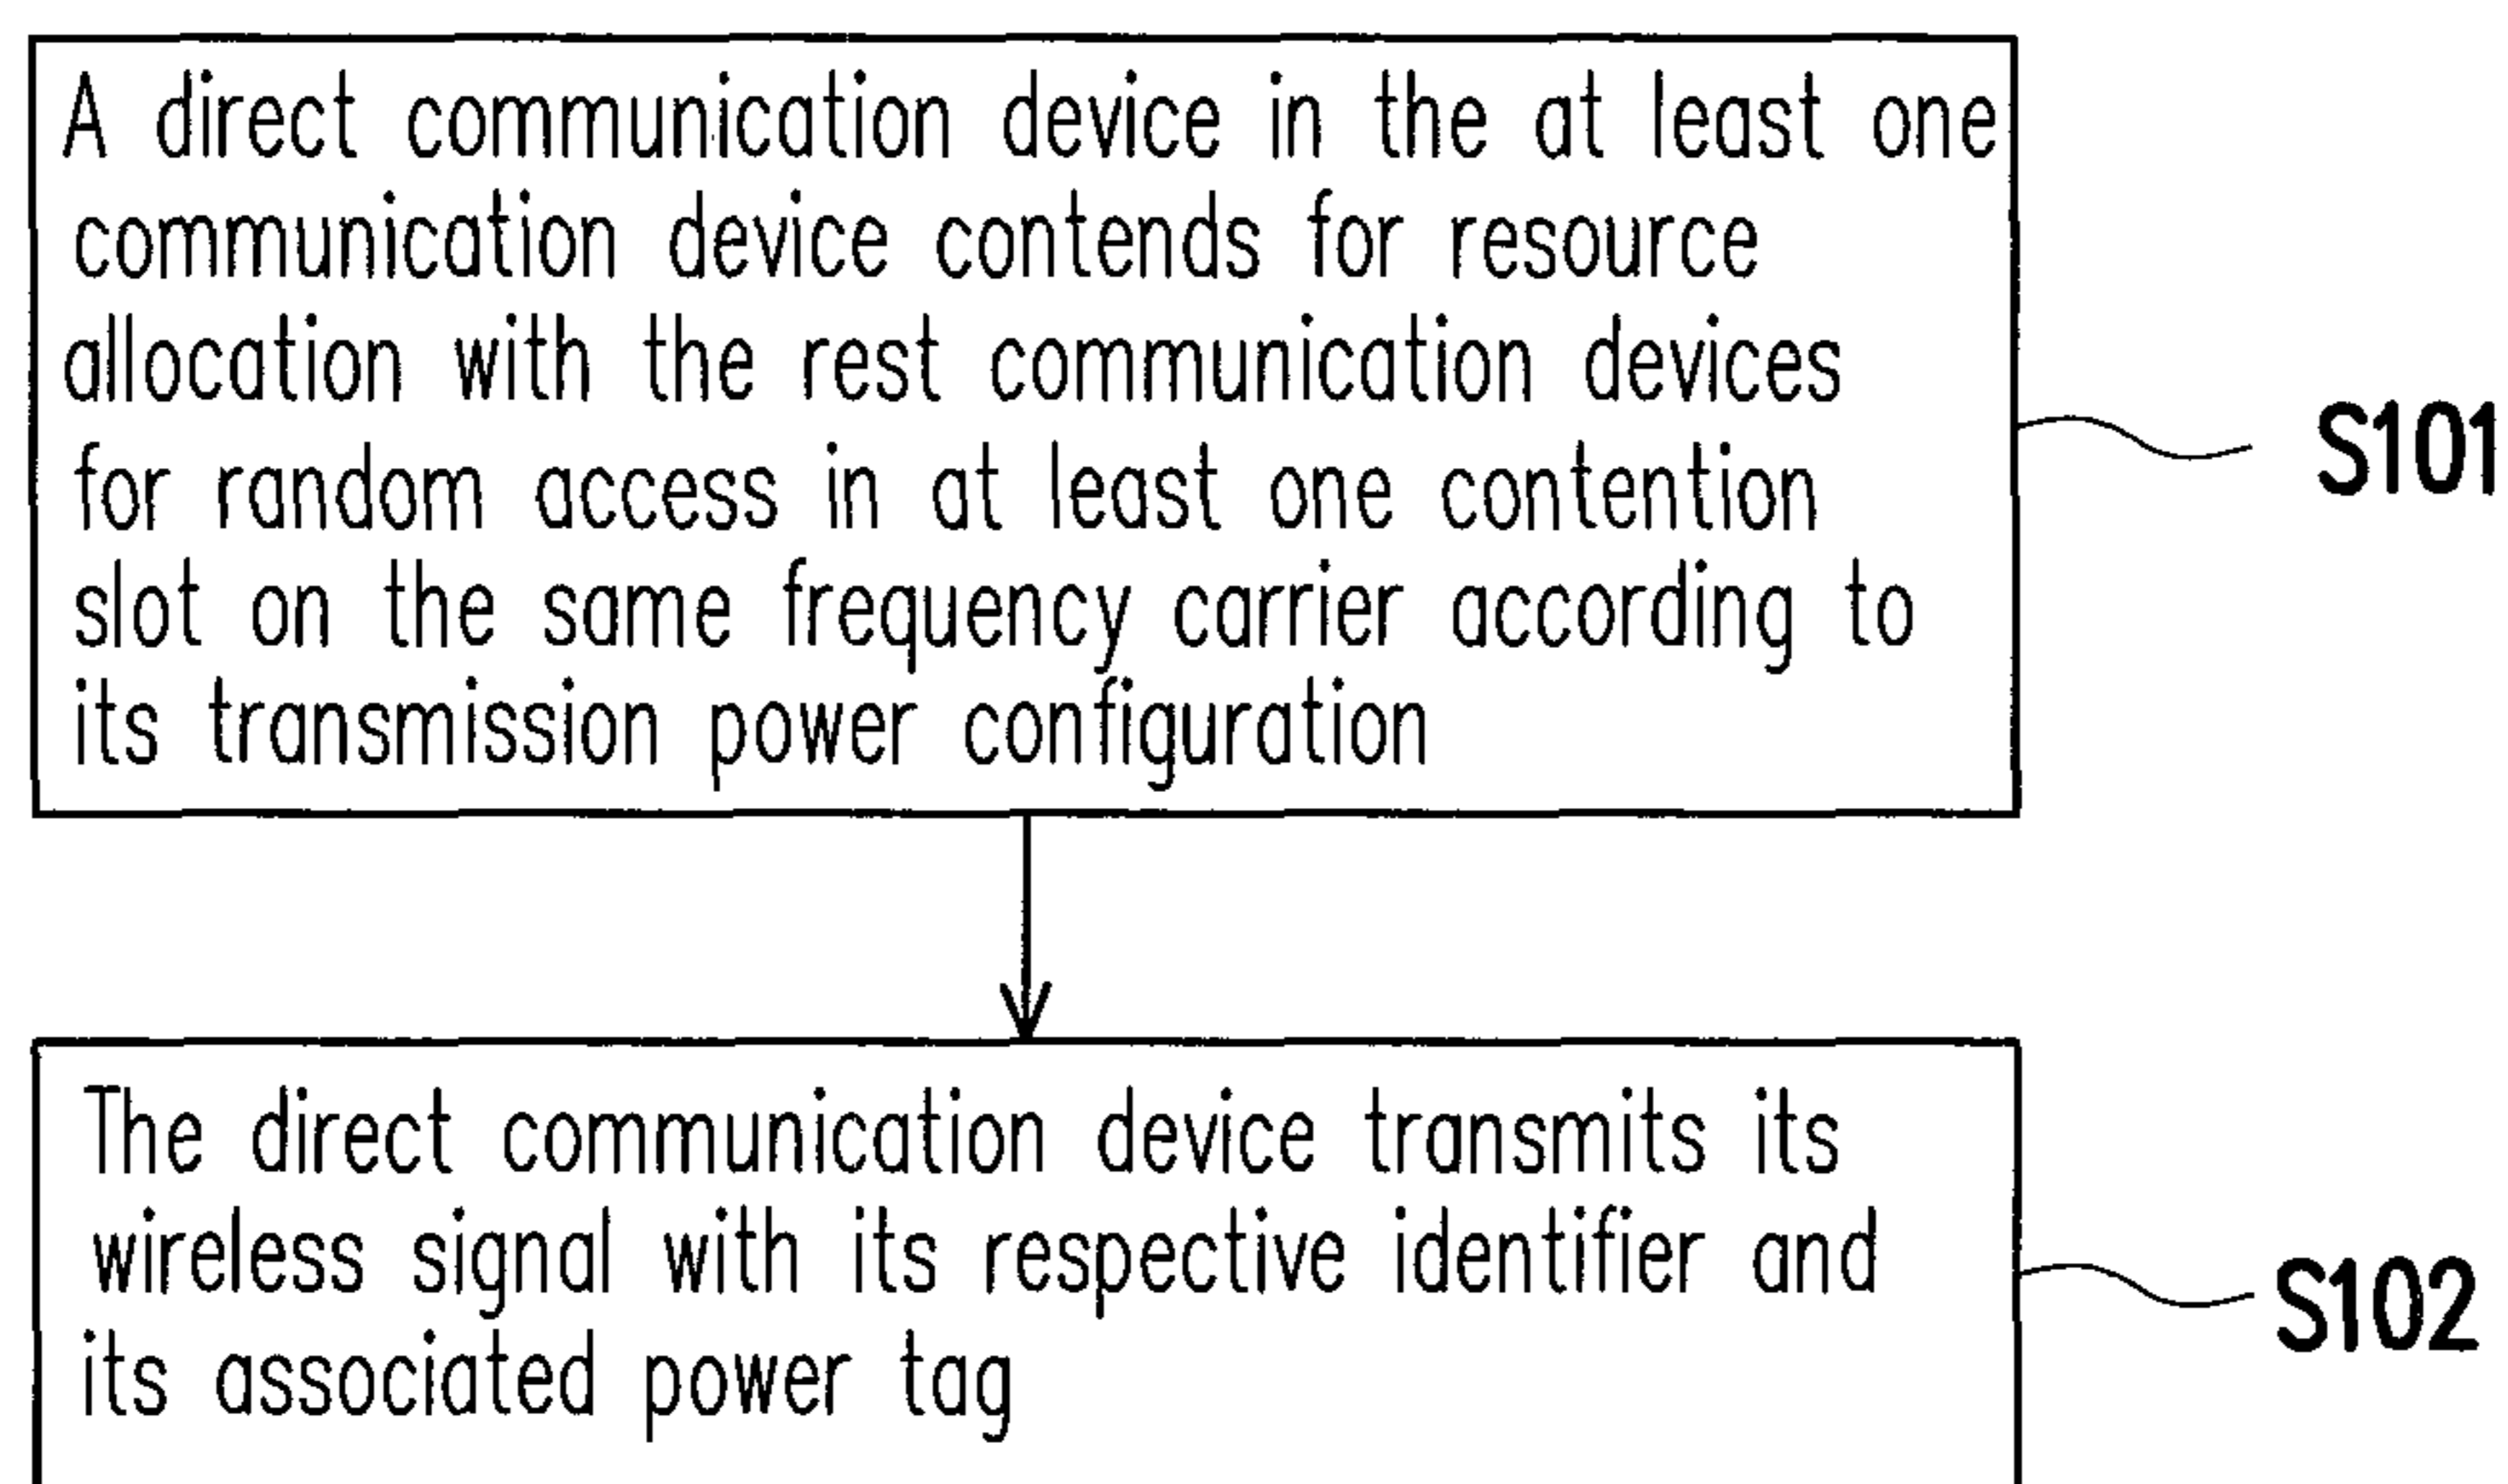 A direct communication device in the at least one
communication device contends for resource
allocation with the rest communication devices
for random access in at least one contention
slot on the same frequency carrier according to
its transmission power configuration
S101
The direct communication device transmits its
wireless signal with its respective identifier and
its associated power tag
S102